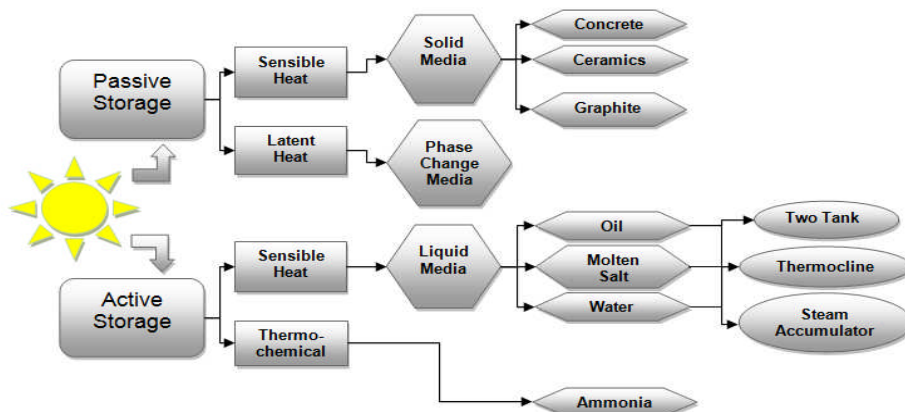 Passive
Storage
Sensible
Heat
Solid
Media
Concrete
Ceramics
Graphite
Latent
Heat
Phase
Change
Media
Active
Storage
Sensible
Heat
Liquid
Media
Oil
Molten
Salt
Water
Two Tank
Thermocline
Steam
Accumulator
Thermo-
chemical
Ammonia